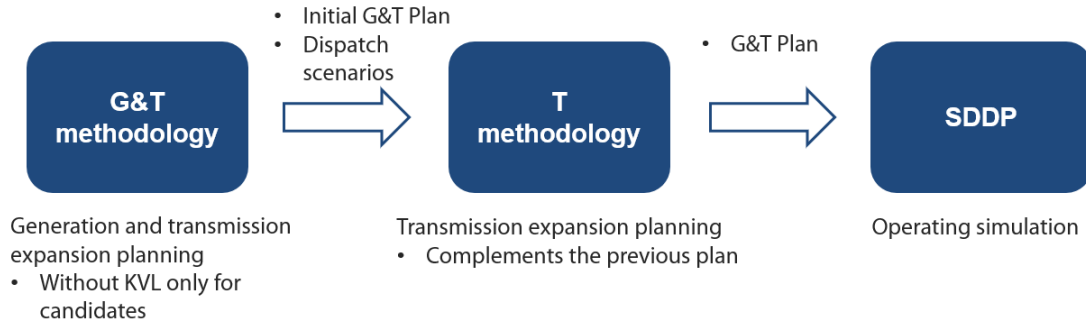 • Initial G&T Plan
• Dispatch
scenarios
• G&T Plan
G&T
methodology
T
methodology
SDDP
Generation and transmission
expansion planning
• Without KVL only for
candidates
Transmission expansion planning
• Complements the previous plan
Operating simulation